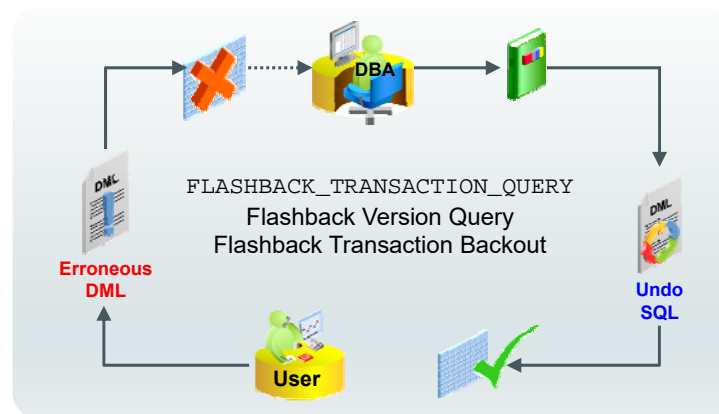 DBA
DML
FLASHBACK_TRANSACTION_QUERY
Flashback Version Query
Flashback Transaction Backout
DML
Erroneous
DML
Undo
SQL
User